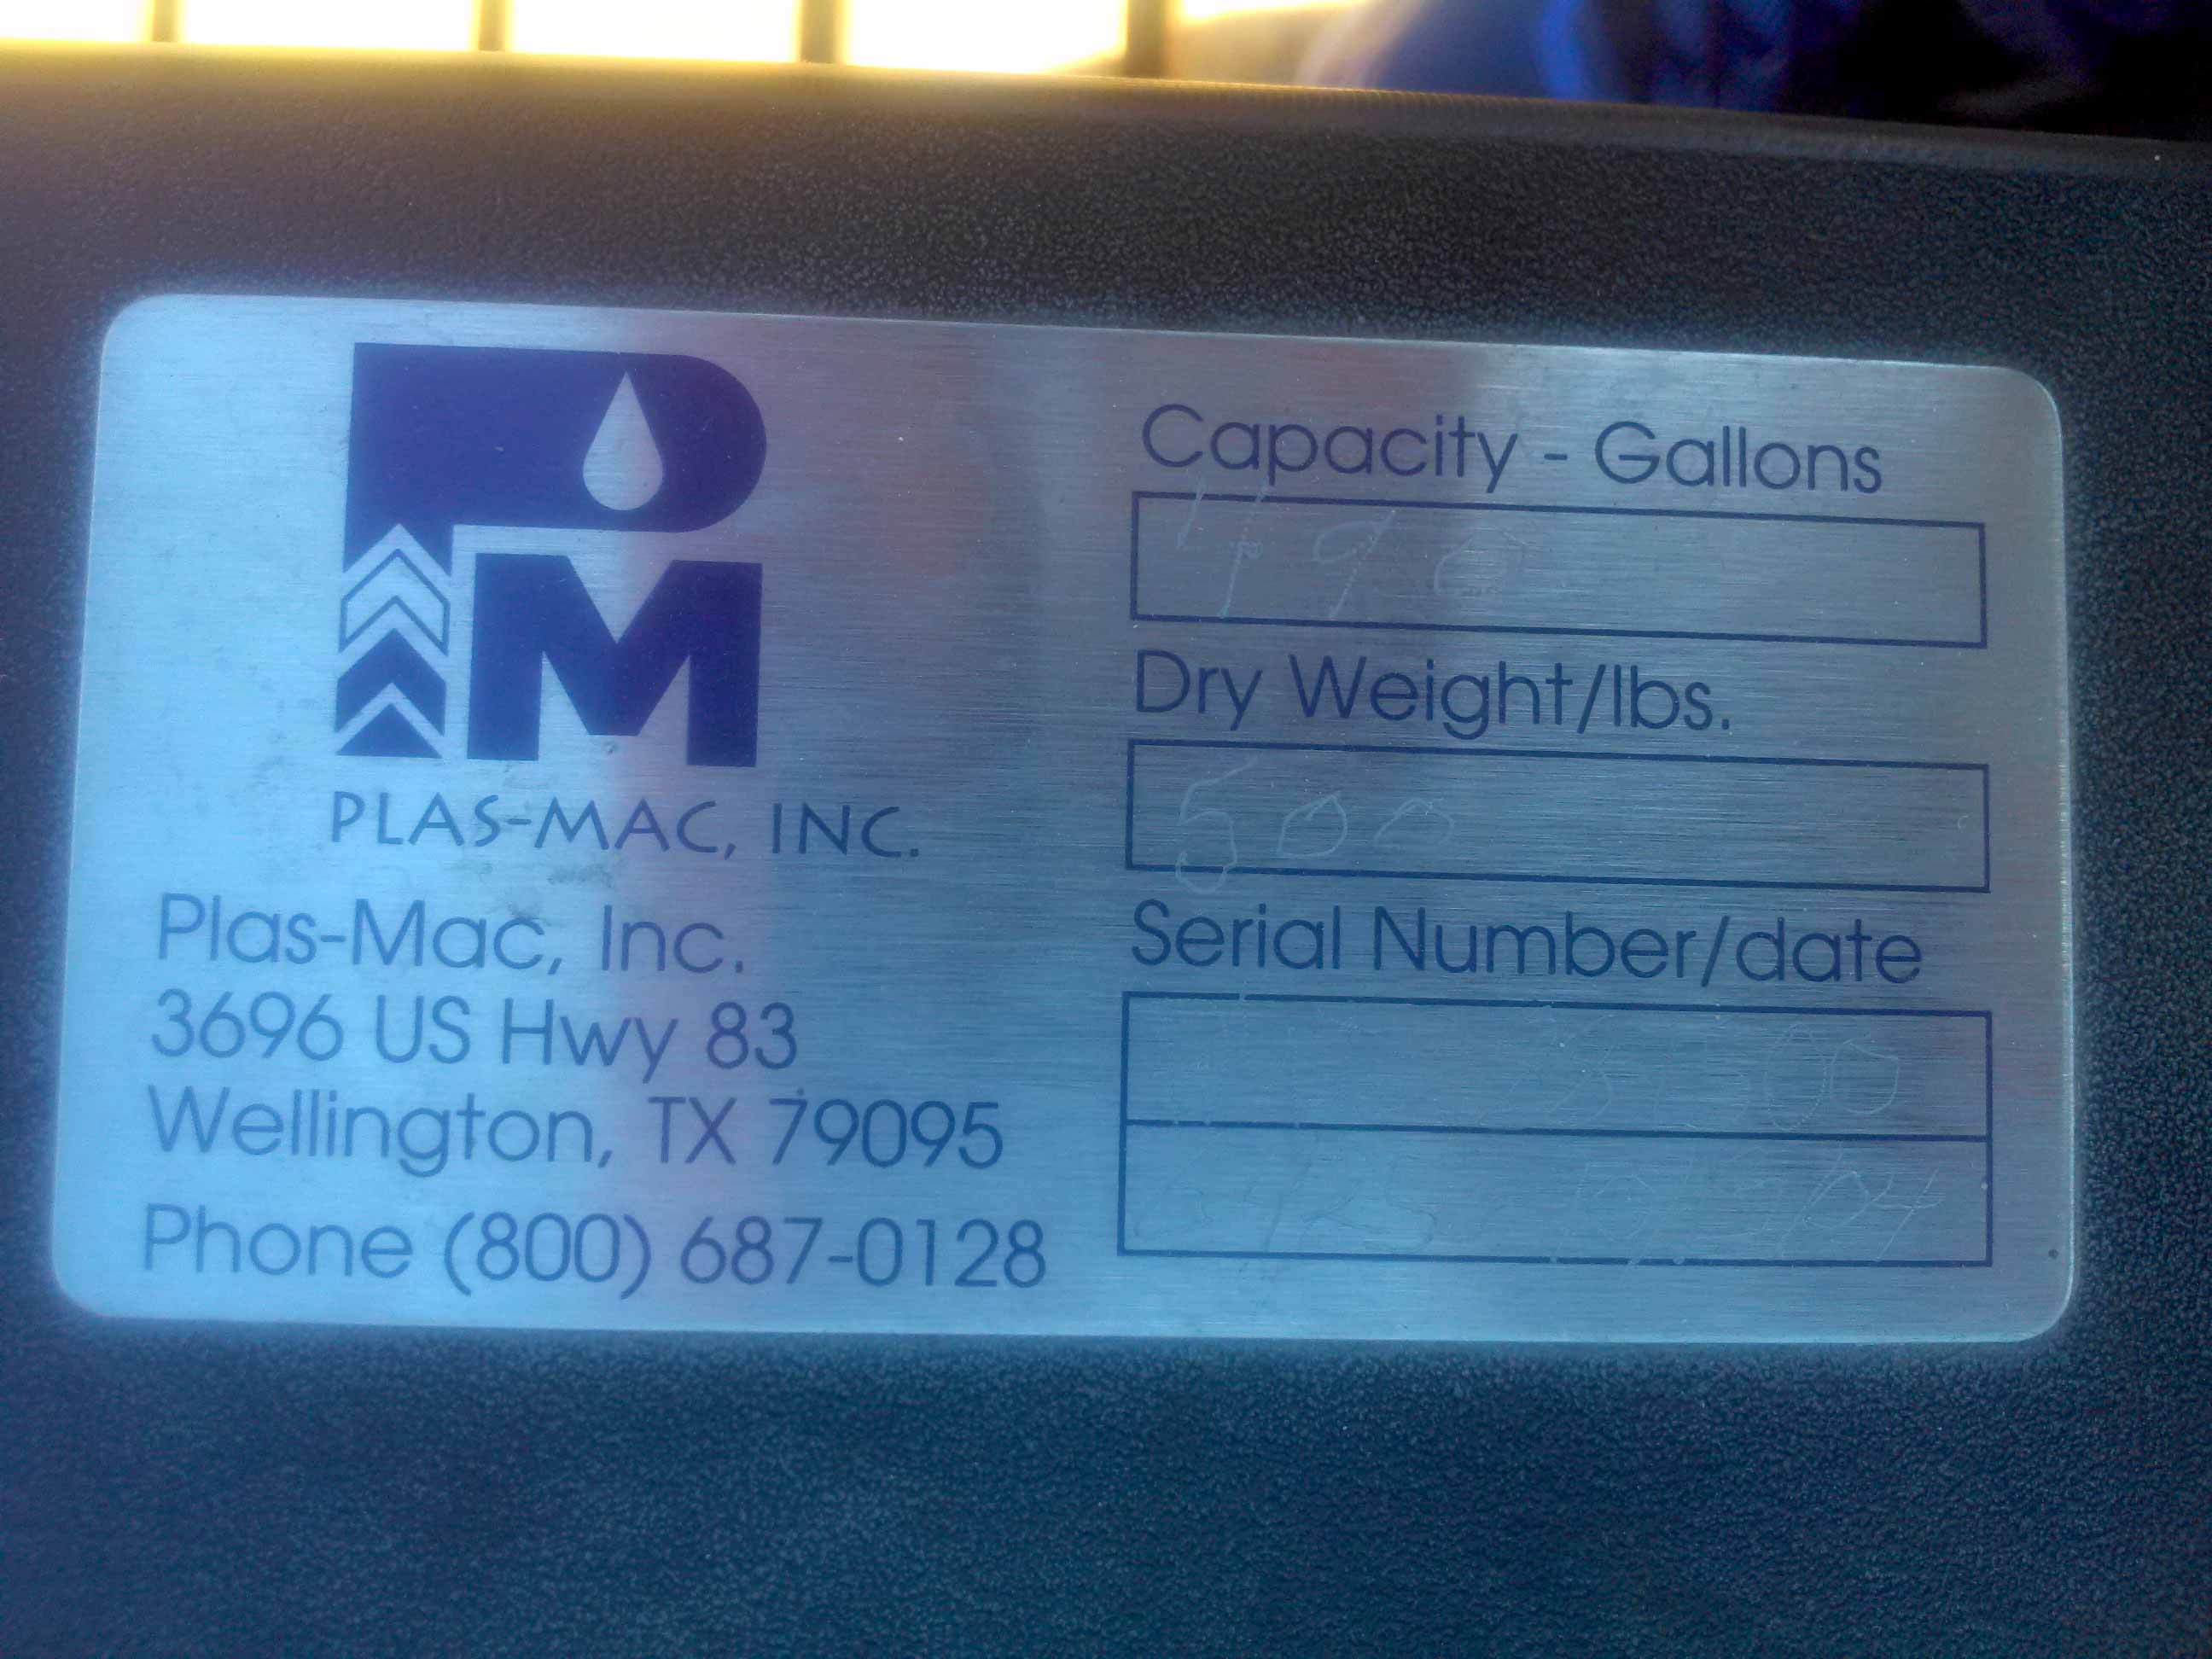 PM
PLAS-MAC, INC.
Plas-Mac, Inc.
3696 US Hwy 83
Wellington, TX 79095
Phone (800) 687-0128
Capacity - Gallons
490
Dry Weight/lbs.
500
Serial Number/date